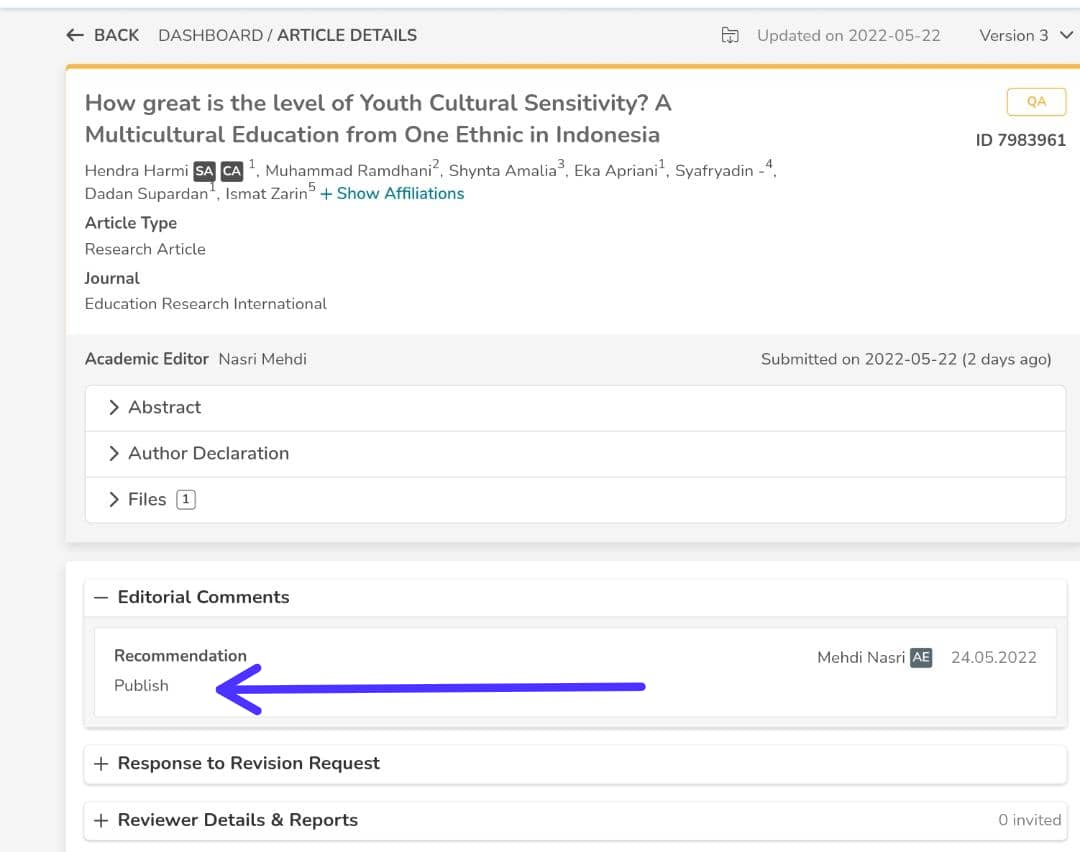 ← BACK DASHBOARD / ARTICLE DETAILS Updated on 2022-05-22 Version 3
How great is the level of Youth Cultural Sensitivity? A QA
Multicultural Education from One Ethnic in Indonesia ID 7983961
Hendra Harmi SA CA 1, Muhammad Ramdhani2, Shynta Amalia3, Eka Apriani1, Syafryadin -4,
Dadan Supardan1, Ismat Zarin5 + Show Affiliations
Article Type
Research Article
Journal
Education Research International
Academic Editor Nasri Mehdi Submitted on 2022-05-22 (2 days ago)
> Abstract
> Author Declaration
> Files 1
— Editorial Comments
Recommendation Mehdi Nasri AE 24.05.2022
Publish
+ Response to Revision Request
+ Reviewer Details & Reports 0 invited